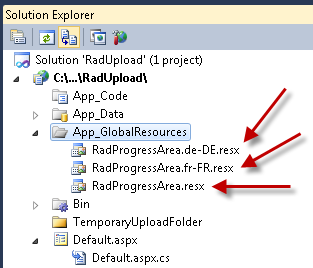 Solution Explorer
Solution 'RadUpload' (1 project)
C:\...\RadUpload\
App_Code
App_Data
App_GlobalResources
RadProgressArea.de-DE.resx
RadProgressArea.fr-FR.resx
RadProgressArea.resx
Bin
TemporaryUploadFolder
Default.aspx
Default.aspx.cs